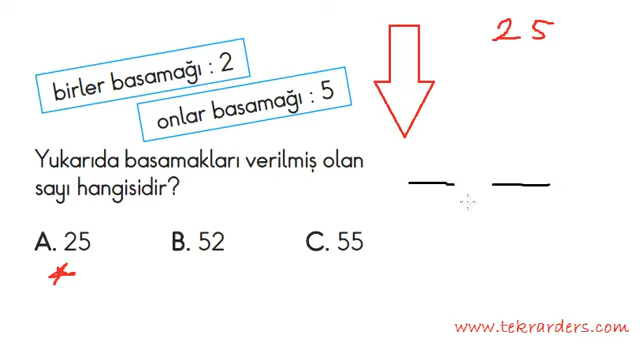 25
birler basamağı : 2
onlar basamağı : 5
Yukarıda basamakları verilmiş olan
sayı hangisidir?
A. 25 B. 52 C. 55
www.tekrarders.com